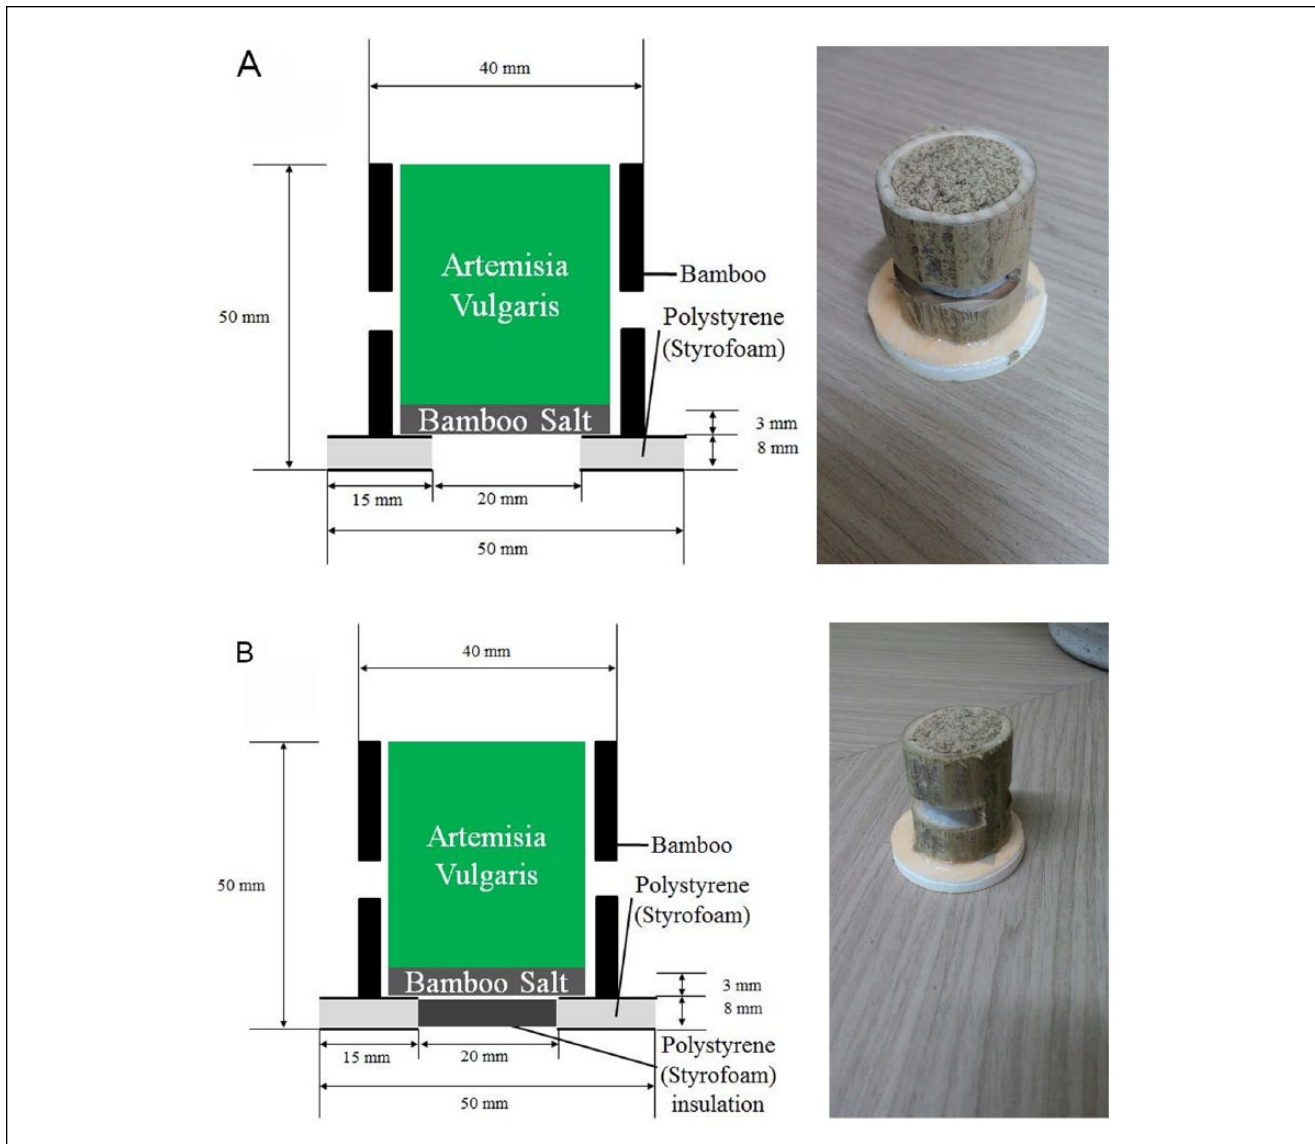 A
40 mm
Artemisia
Vulgaris
Bamboo
50 mm
Polystyrene
(Styrofoam)
Bamboo Salt
3 mm
8 mm
15 mm
20 mm
50 mm
B
40 mm
Artemisia
Vulgaris
Bamboo
50 mm
Polystyrene
(Styrofoam)
Bamboo Salt
3 mm
8 mm
15 mm
20 mm
Polystyrene
(Styrofoam)
insulation
50 mm